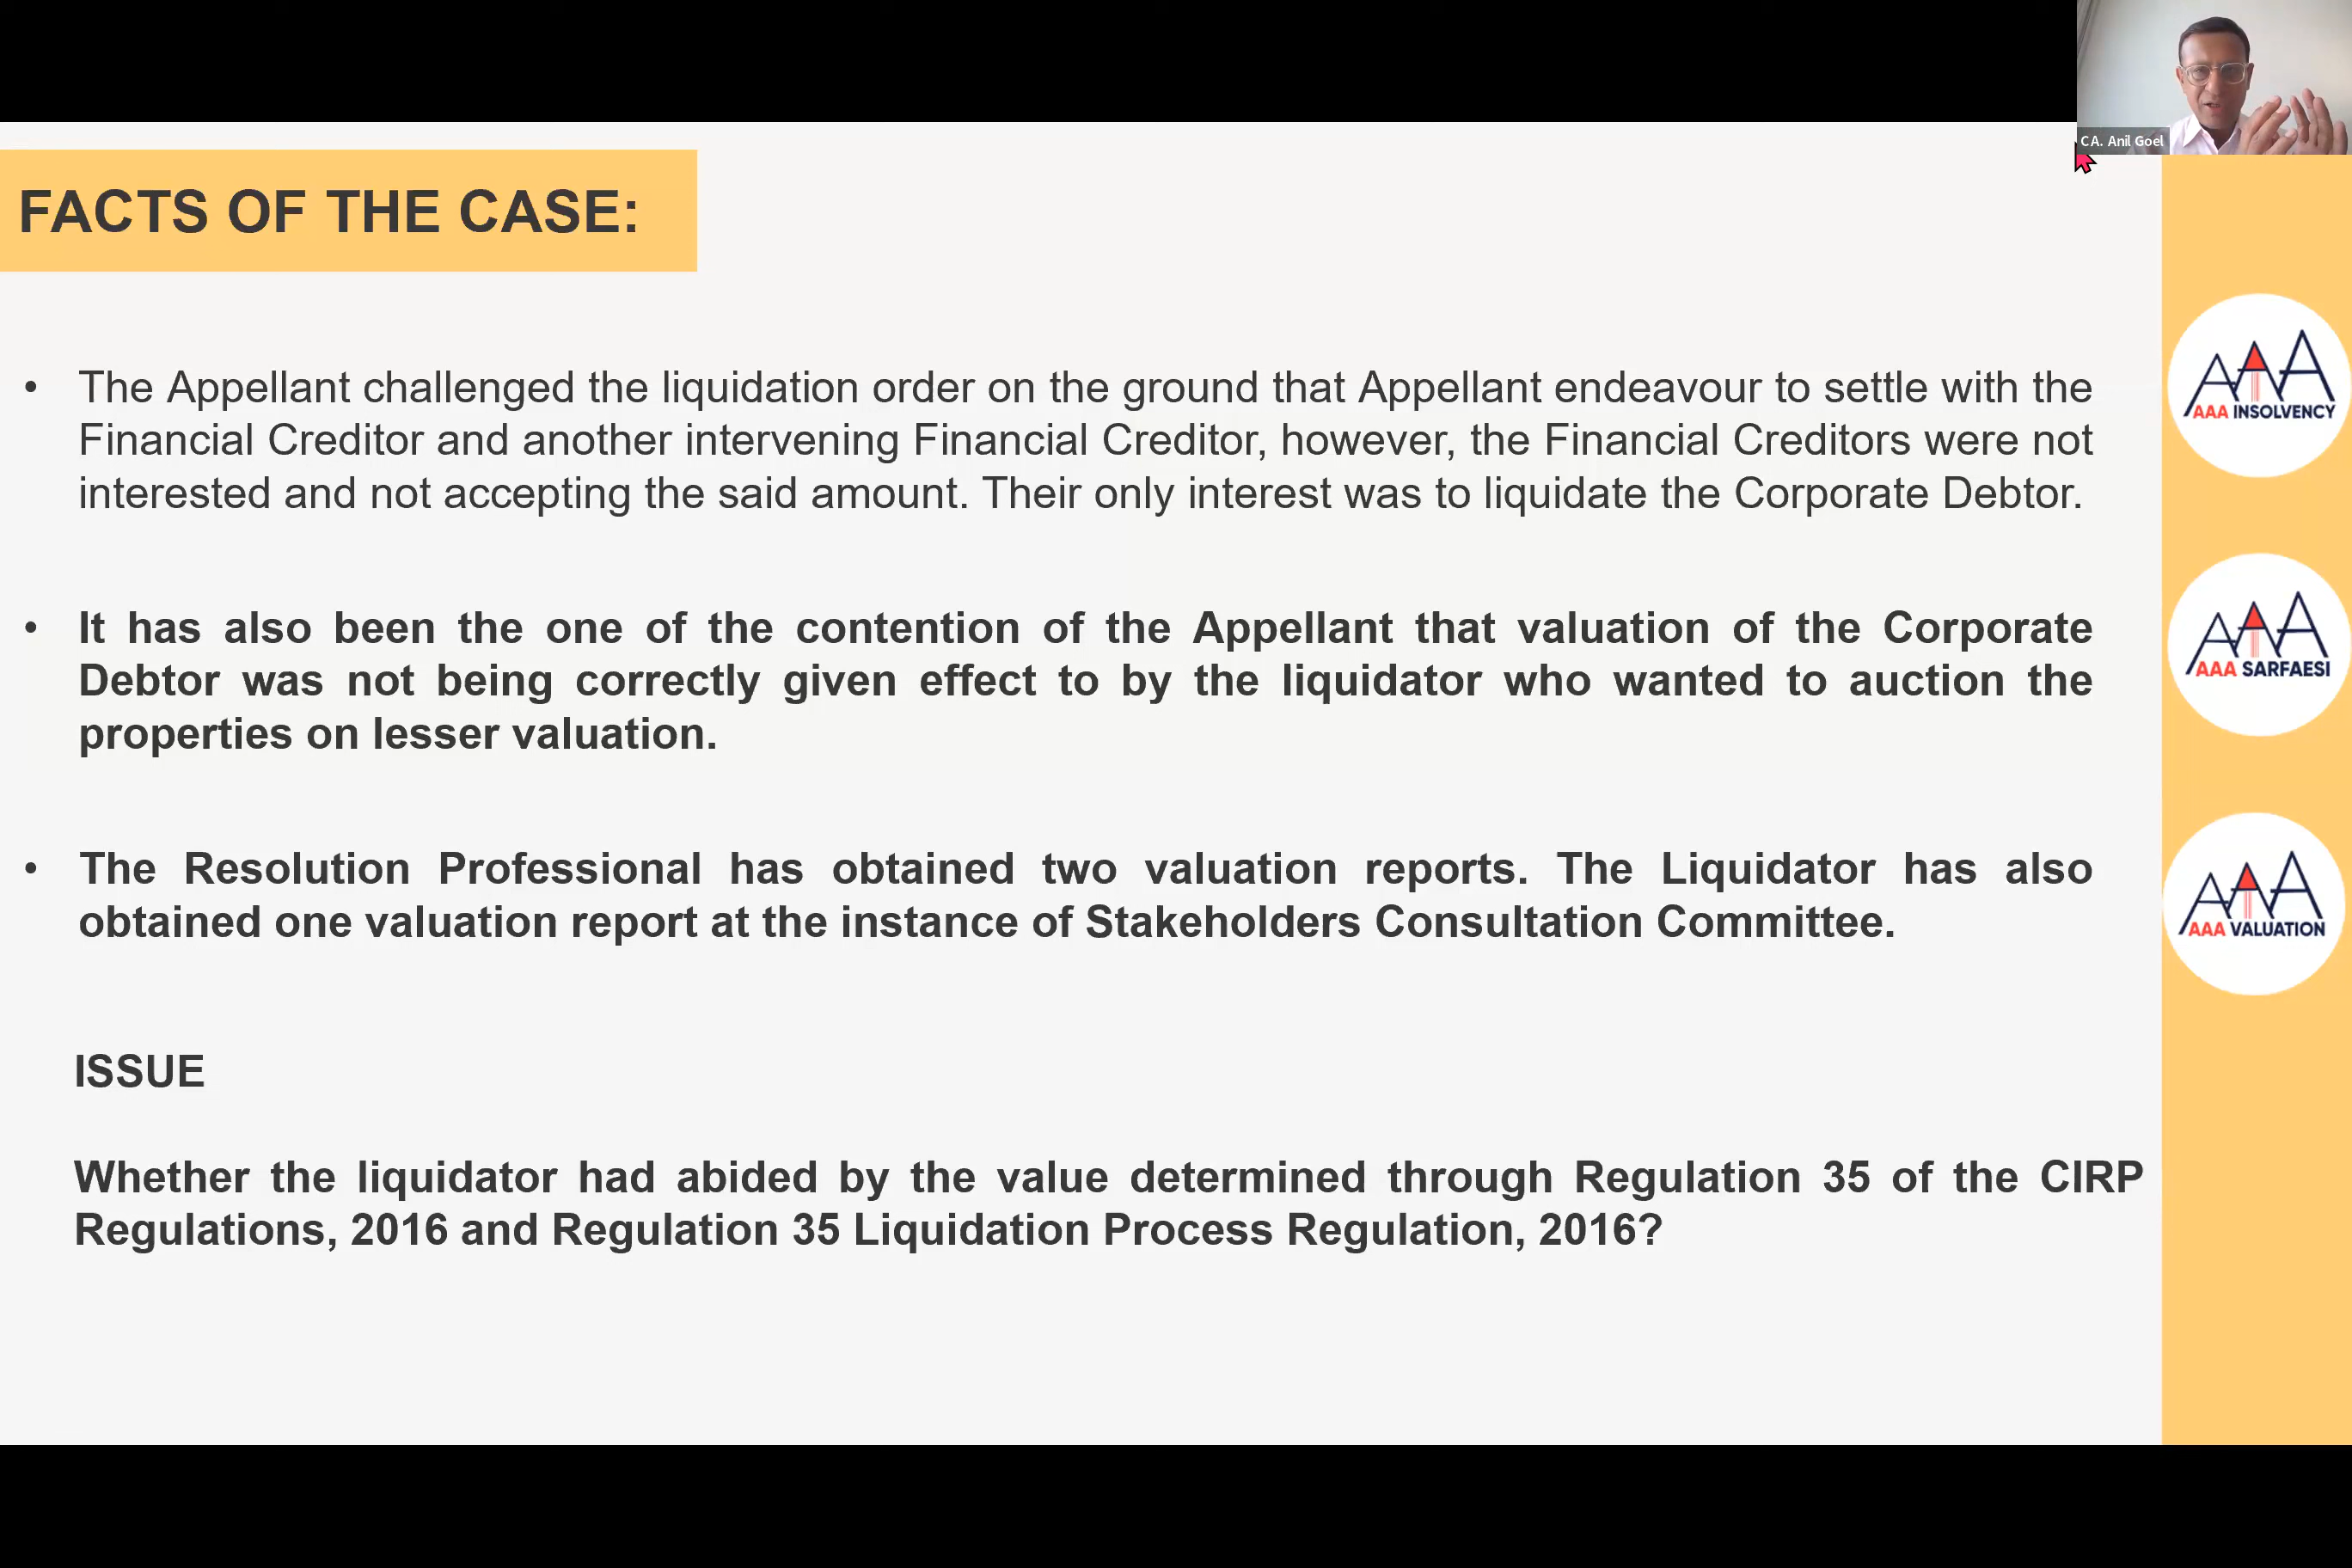 CA. Anil Goel
FACTS OF THE CASE:
• The Appellant challenged the liquidation order on the ground that Appellant endeavour to settle with the
Financial Creditor and another intervening Financial Creditor, however, the Financial Creditors were not
interested and not accepting the said amount. Their only interest was to liquidate the Corporate Debtor.
• It has also been the one of the contention of the Appellant that valuation of the Corporate
Debtor was not being correctly given effect to by the liquidator who wanted to auction the
properties on lesser valuation.
• The Resolution Professional has obtained two valuation reports. The Liquidator has also
obtained one valuation report at the instance of Stakeholders Consultation Committee.
ISSUE
Whether the liquidator had abided by the value determined through Regulation 35 of the CIRP
Regulations, 2016 and Regulation 35 Liquidation Process Regulation, 2016?
AAA
AAA INSOLVENCY
AAA
AAA SARFAESI
AAA
AAA VALUATION